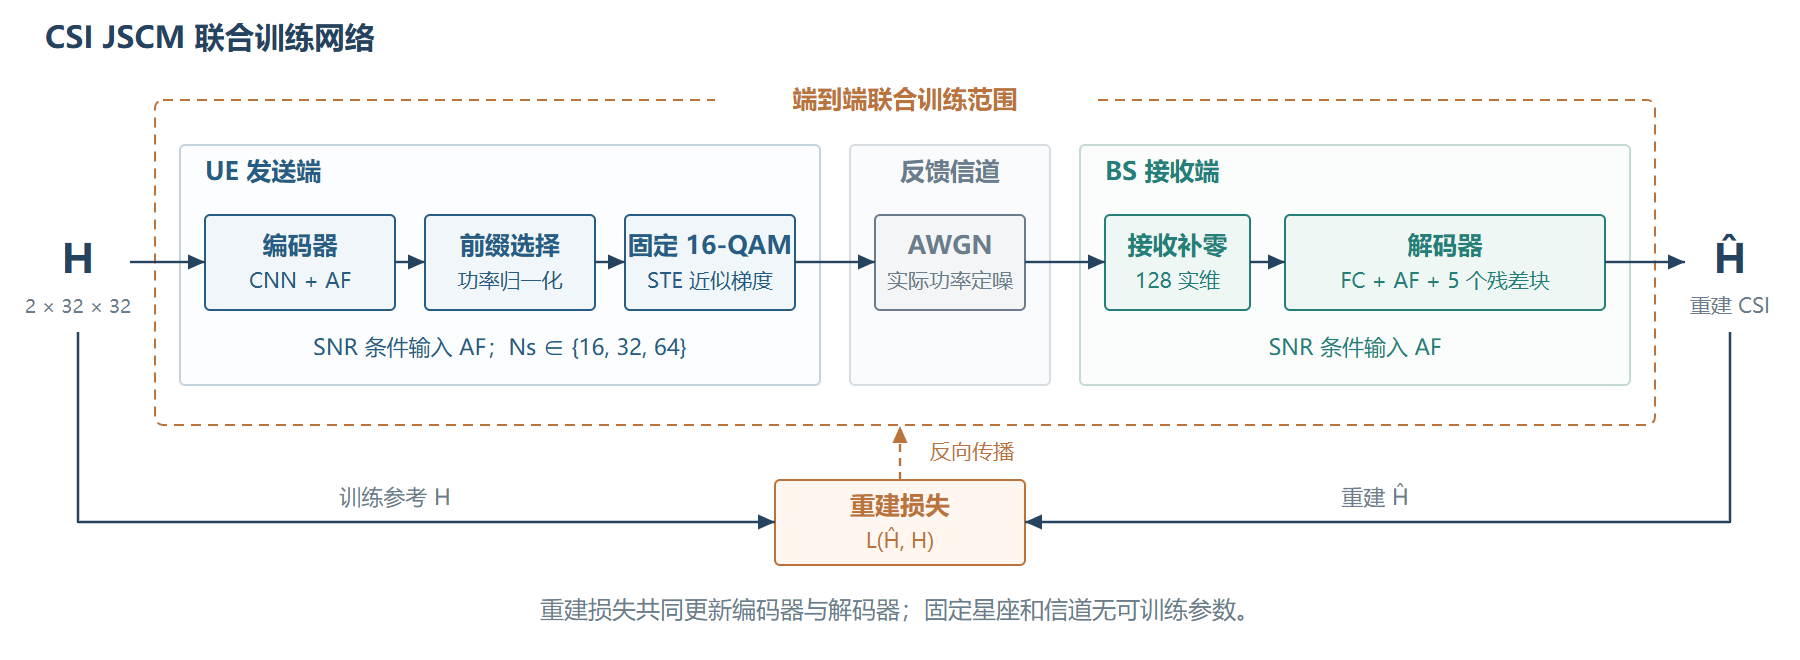 CSI JSCM 联合训练网络
端到端联合训练范围
UE 发送端
反馈信道
BS 接收端
H
2 × 32 × 32
编码器
CNN + AF
前缀选择
功率归一化
固定 16-QAM
STE 近似梯度
AWGN
实际功率定噪
接收补零
128 实维
解码器
FC + AF + 5 个残差块
Ĥ
重建 CSI
SNR 条件输入 AF；Ns ∈ {16, 32, 64}
SNR 条件输入 AF
反向传播
训练参考 H
重建 Ĥ
重建损失
L(Ĥ, H)
重建损失共同更新编码器与解码器；固定星座和信道无可训练参数。